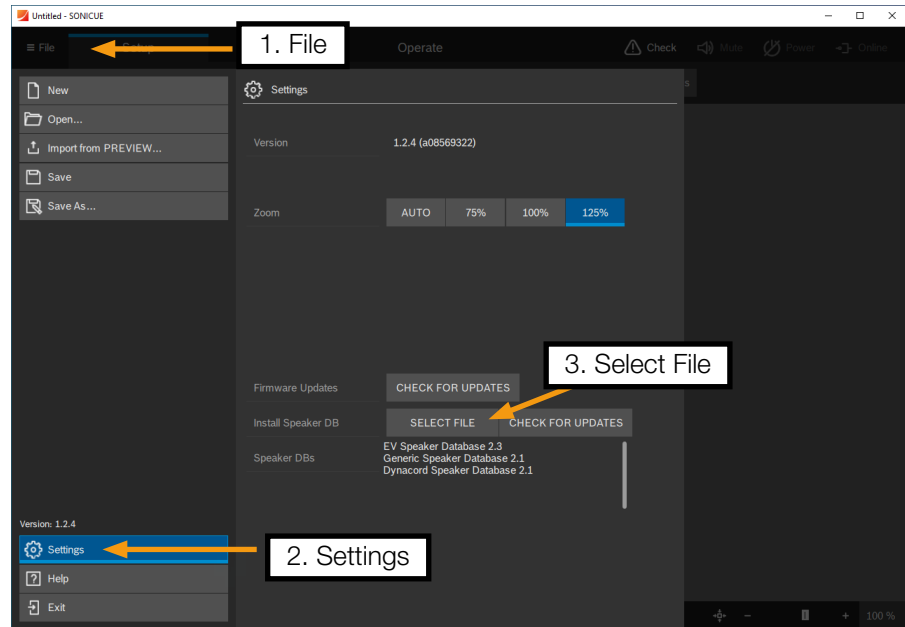 Untitled - SONICUE
File
Setup
1. File
Operate
Check
Mute
Power
Online
New
Open...
Import from PREVIEW...
Save
Save As...
Settings
s
Version
1.2.4 (a08569322)
Zoom
AUTO
75%
100%
125%
3. Select File
Firmware Updates
CHECK FOR UPDATES
Install Speaker DB
SELECT FILE
CHECK FOR UPDATES
Speaker DBs
EV Speaker Database 2.3
Generic Speaker Database 2.1
Dynacord Speaker Database 2.1
Version: 1.2.4
Settings
2. Settings
Help
Exit
100 %